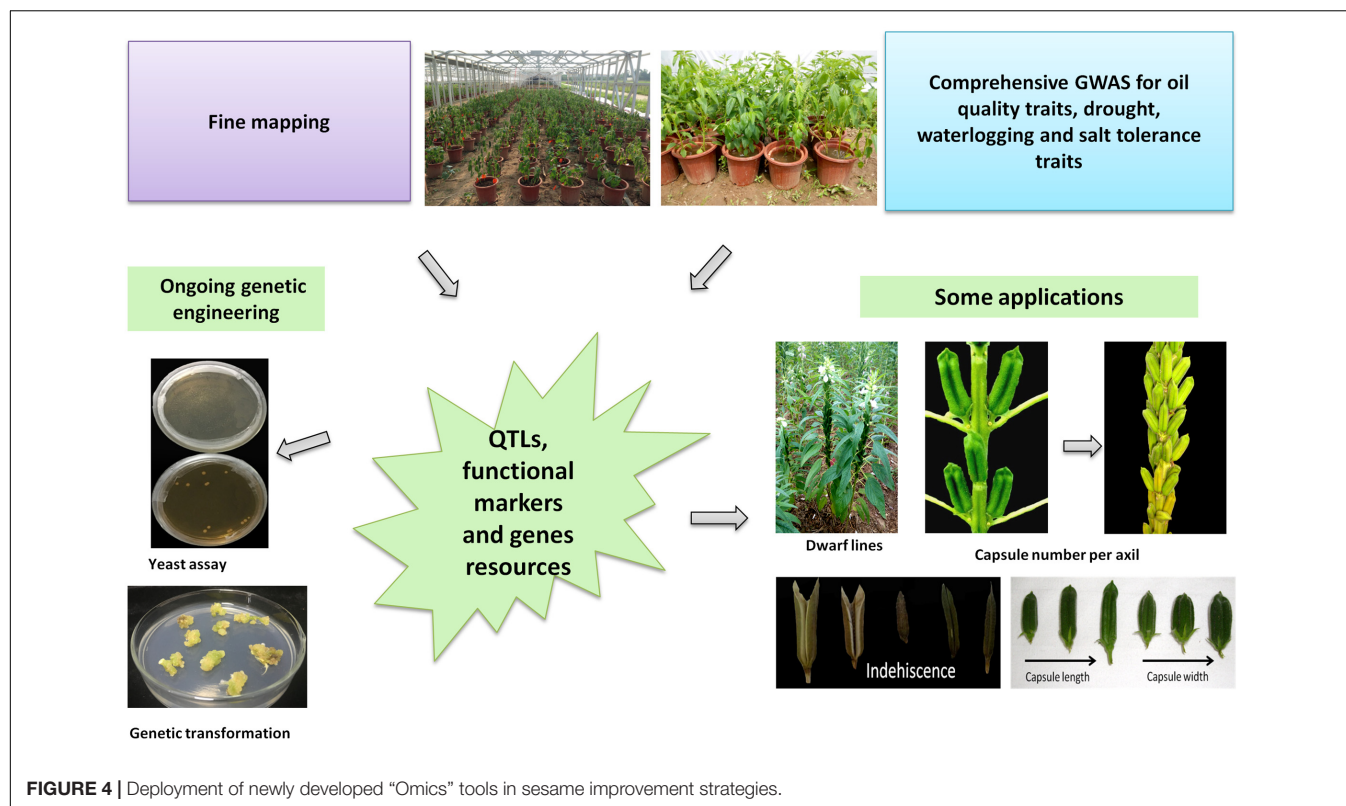 Fine mapping
Comprehensive GWAS for oil
quality traits, drought,
waterlogging and salt tolerance
traits
Ongoing genetic
engineering
Some applications
QTLs,
functional
markers
and genes
resources
Yeast assay
Genetic transformation
Dwarf lines
Capsule number per axil
Indehiscence
Capsule length
Capsule width
FIGURE 4 | Deployment of newly developed “Omics” tools in sesame improvement strategies.